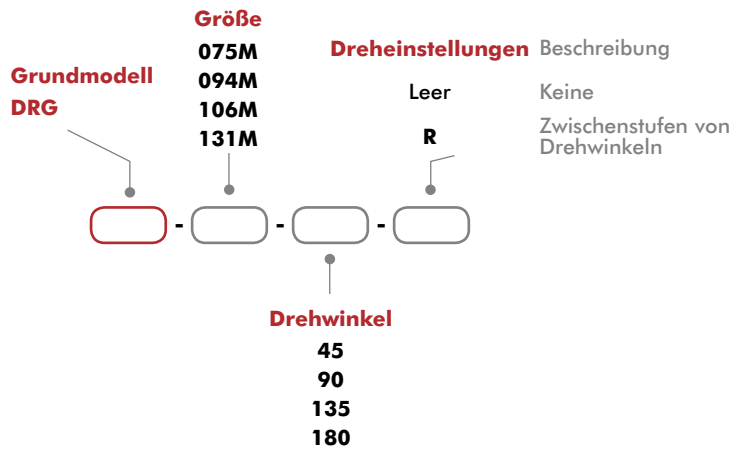 Grundmodell
DRG
Größe
075M
094M
106M
131M
Dreheinstellungen Beschreibung
Leer Keine
R Zwischenstufen von
Drehwinkeln
- - -
Drehwinkel
45
90
135
180